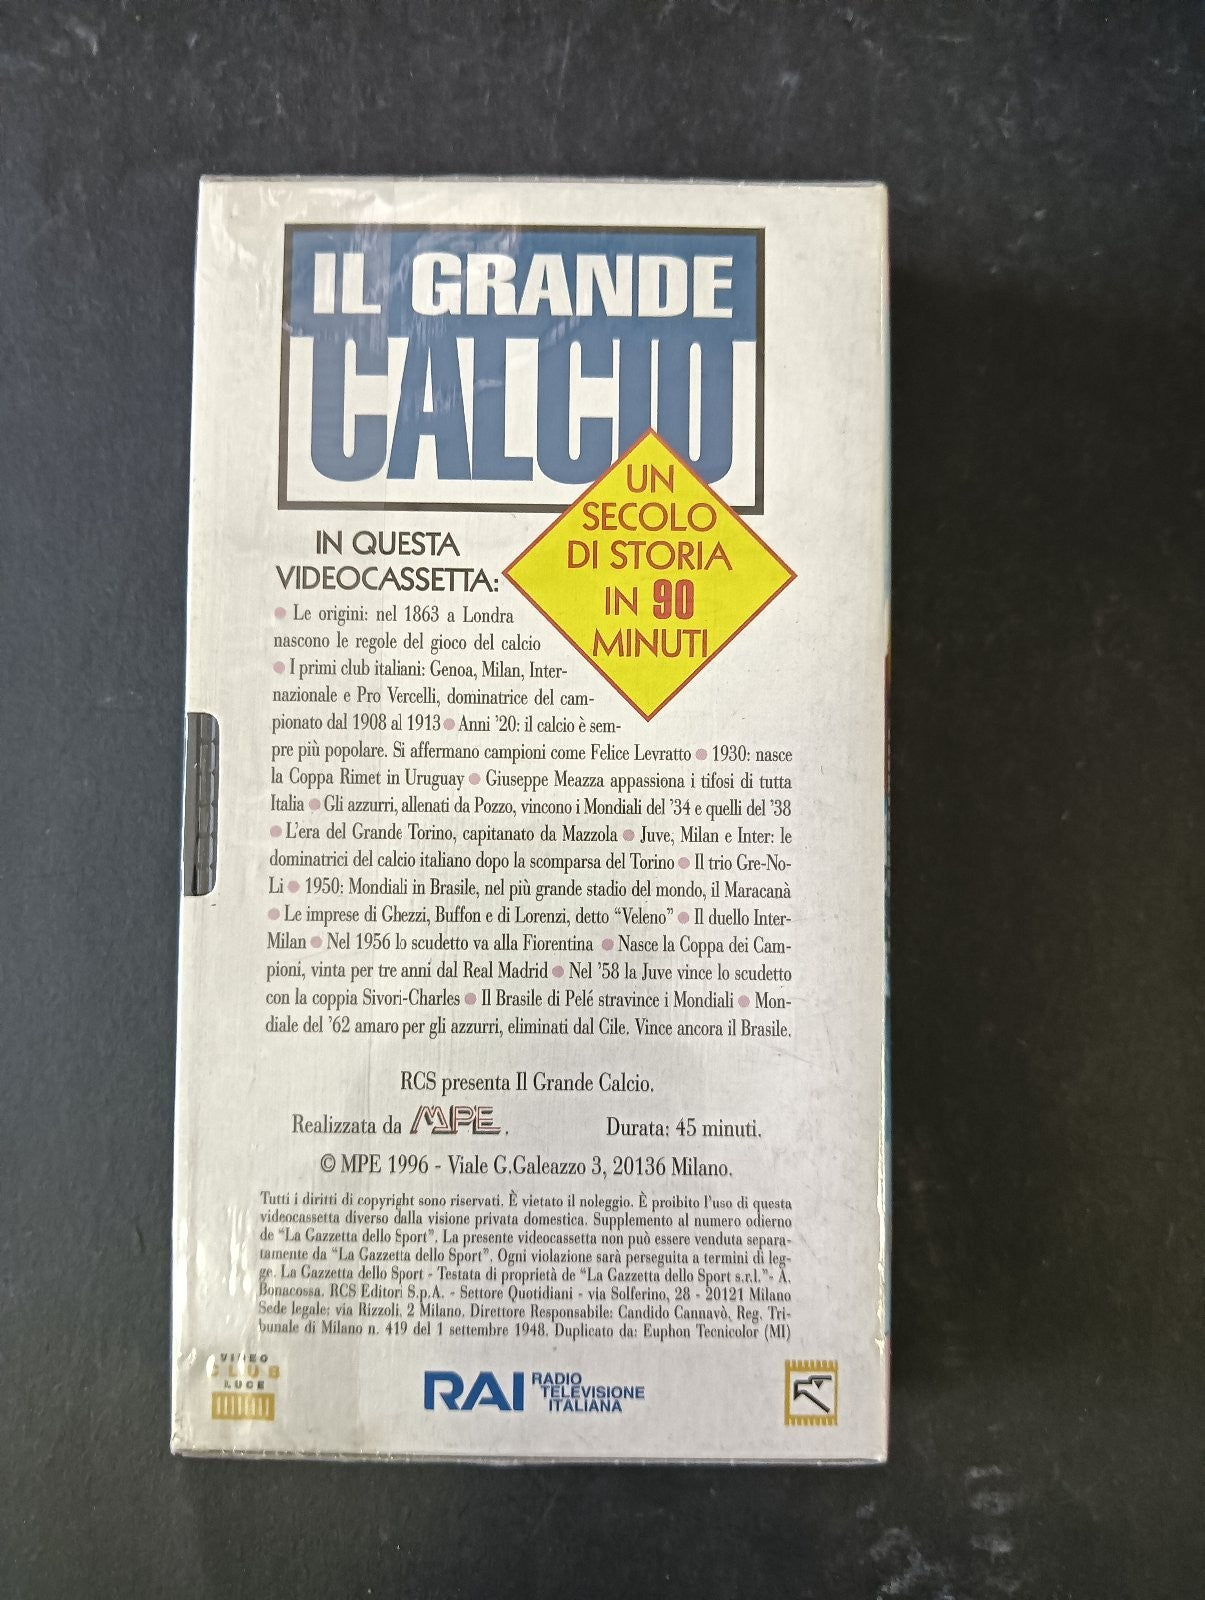 IL GRANDE
CALCIO
UN
SECOLO
DI STORIA
IN 90
MINUTI
IN QUESTA
VIDEOCASSETTA:
● Le origini: nel 1863 a Londra
nascono le regole del gioco del calcio
● I primi club italiani: Genoa, Milan, Inter-
nazionale e Pro Vercelli, dominatrice del cam-
pionato dal 1908 al 1913 ● Anni '20: il calcio è sem-
pre più popolare. Si affermano campioni come Felice Levratto ● 1930: nasce
la Coppa Rimet in Uruguay ● Giuseppe Meazza appassiona i tifosi di tutta
Italia ● Gli azzurri, allenati da Pozzo, vincono i Mondiali del '34 e quelli del '38
● L'era del Grande Torino, capitanato da Mazzola ● Juve, Milan e Inter: le
dominatrici del calcio italiano dopo la scomparsa del Torino ● Il trio Gre-No-
Li ● 1950: Mondiali in Brasile, nel più grande stadio del mondo, il Maracanà
● Le imprese di Ghezzi, Buffon e di Lorenzi, detto "Veleno" ● Il duello Inter-
Milan ● Nel 1956 lo scudetto va alla Fiorentina ● Nasce la Coppa dei Cam-
pioni, vinta per tre anni dal Real Madrid ● Nel '58 la Juve vince lo scudetto
con la coppia Sivori-Charles ● Il Brasile di Pelé stravince i Mondiali ● Mon-
diale del '62 amaro per gli azzurri, eliminati dal Cile. Vince ancora il Brasile.
RCS presenta Il Grande Calcio.
Realizzata da MPE. Durata: 45 minuti.
© MPE 1996 - Viale G.Galeazzo 3, 20136 Milano.
Tutti i diritti di copyright sono riservati. È vietato il noleggio. È proibito l'uso di questa
videocassetta diverso dalla visione privata domestica. Supplemento al numero odierno
de "La Gazzetta dello Sport". La presente videocassetta non può essere venduta separa-
tamente da "La Gazzetta dello Sport". Ogni violazione sarà perseguita a termini di leg-
ge. La Gazzetta dello Sport - Testata di proprietà de "La Gazzetta dello Sport s.r.l."- A.
Bonacossa. RCS Editori S.p.A. - Settore Quotidiani - via Solferino, 28 - 20121 Milano
Sede legale: via Rizzoli, 2 Milano. Direttore Responsabile: Candido Cannavò. Reg. Tri-
bunale di Milano n. 419 del 1 settembre 1948. Duplicato da: Euphon Tecnicolor (MI)
VIDEO
CLUB
LUCE
RAI RADIO
TELEVISIONE
ITALIANA